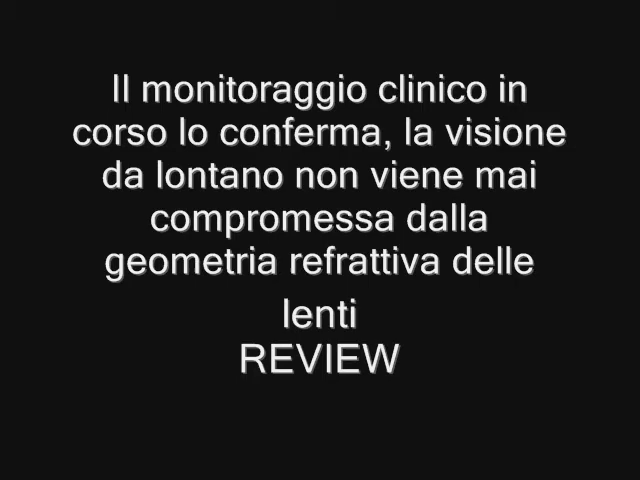 Il monitoraggio clinico in
corso lo conferma, la visione
da lontano non viene mai
compromessa dalla
geometria refrattiva delle
lenti
REVIEW